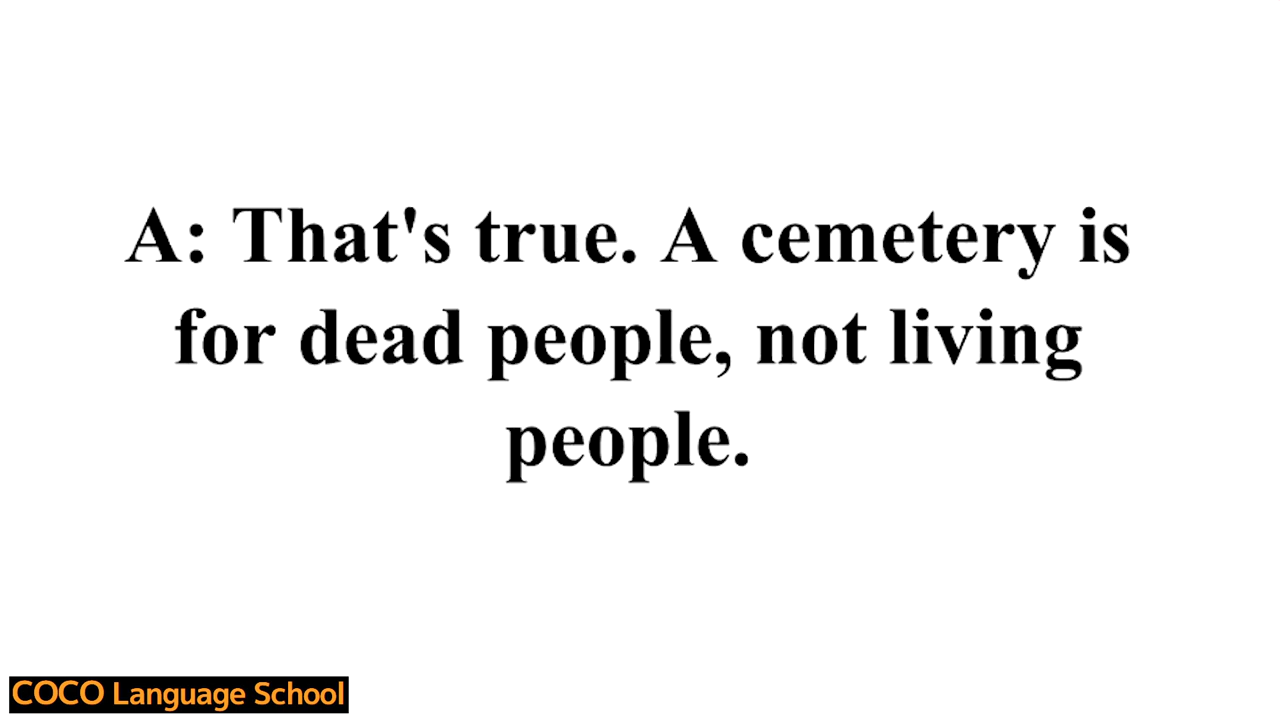 A: That's true. A cemetery is
for dead people, not living
people.
COCO Language School